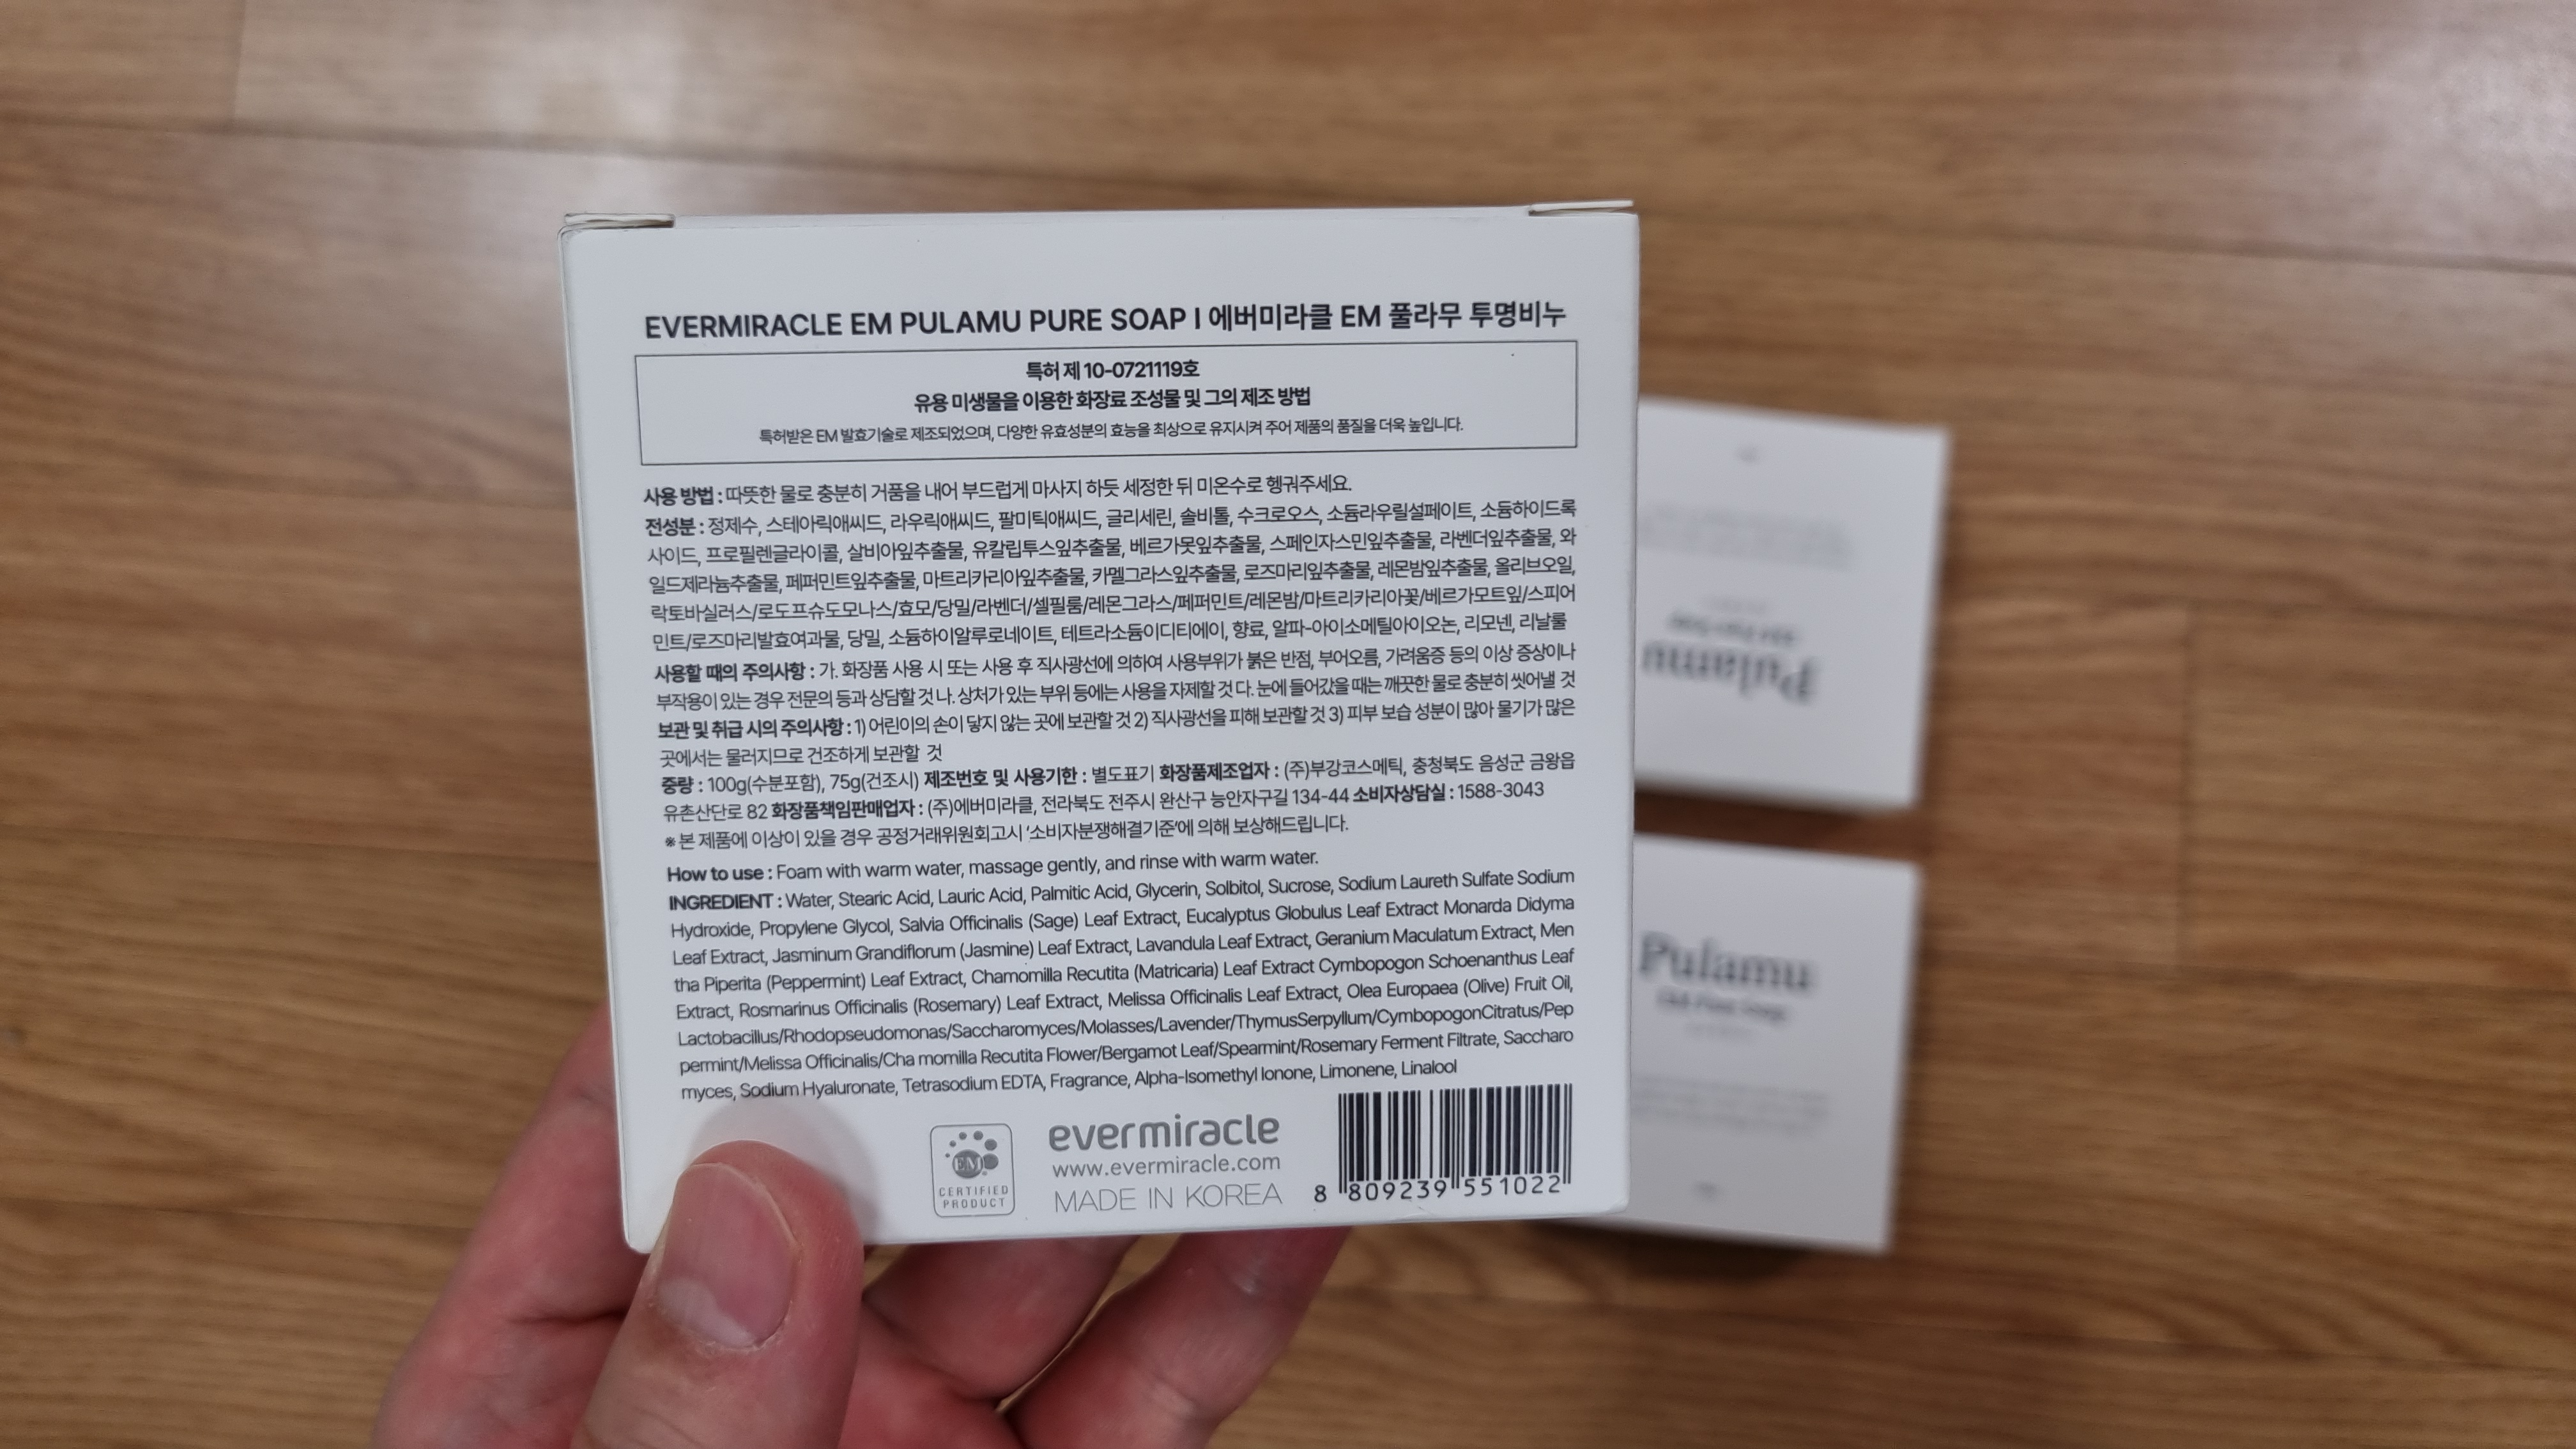 EVERMIRACLE EM PULAMU PURE SOAP I 에버미라클 EM 풀라무 투명비누
특허 제 10-0721119호
유용 미생물을 이용한 화장료 조성물 및 그의 제조 방법
특허받은 EM 발효기술로 제조되었으며, 다양한 유효성분의 효능을 최상으로 유지시켜 주어 제품의 품질을 더욱 높입니다.
사용 방법 : 따뜻한 물로 충분히 거품을 내어 부드럽게 마사지 하듯 세정한 뒤 미온수로 헹궈주세요.
전성분 : 정제수, 스테아릭애씨드, 라우릭애씨드, 팔미틱애씨드, 글리세린, 솔비톨, 수크로오스, 소듐라우릴설페이트, 소듐하이드록
사이드, 프로필렌글라이콜, 살비아잎추출물, 유칼립투스잎추출물, 베르가못잎추출물, 스페인자스민잎추출물, 라벤더잎추출물, 와
일드제라늄추출물, 페퍼민트잎추출물, 마트리카리아잎추출물, 카멜그라스잎추출물, 로즈마리잎추출물, 레몬밤잎추출물, 올리브오일,
락토바실러스/로도프슈도모나스/효모/당밀/라벤더/셀필룸/레몬그라스/페퍼민트/레몬밤/마트리카리아꽃/베르가모트잎/스피어
민트/로즈마리발효여과물, 당밀, 소듐하이알루로네이트, 테트라소듐이디티에이, 향료, 알파-아이소메틸아이오논, 리모넨, 리날룰
사용할 때의 주의사항 : 가. 화장품 사용 시 또는 사용 후 직사광선에 의하여 사용부위가 붉은 반점, 부어오름, 가려움증 등의 이상 증상이나
부작용이 있는 경우 전문의 등과 상담할 것 나. 상처가 있는 부위 등에는 사용을 자제할 것 다. 눈에 들어갔을 때는 깨끗한 물로 충분히 씻어낼 것
보관 및 취급 시의 주의사항 : 1) 어린이의 손이 닿지 않는 곳에 보관할 것 2) 직사광선을 피해 보관할 것 3) 피부 보습 성분이 많아 물기가 많은
곳에서는 물러지므로 건조하게 보관할 것
중량 : 100g(수분포함), 75g(건조시) 제조번호 및 사용기한 : 별도표기 화장품제조업자 : (주)부강코스메틱, 충청북도 음성군 금왕읍
유촌산단로 82 화장품책임판매업자 : (주)에버미라클, 전라북도 전주시 완산구 능안자구길 134-44 소비자상담실 : 1588-3043
※ 본 제품에 이상이 있을 경우 공정거래위원회고시 '소비자분쟁해결기준'에 의해 보상해드립니다.
How to use : Foam with warm water, massage gently, and rinse with warm water.
INGREDIENT : Water, Stearic Acid, Lauric Acid, Palmitic Acid, Glycerin, Solbitol, Sucrose, Sodium Laureth Sulfate Sodium
Hydroxide, Propylene Glycol, Salvia Officinalis (Sage) Leaf Extract, Eucalyptus Globulus Leaf Extract Monarda Didyma
Leaf Extract, Jasminum Grandiflorum (Jasmine) Leaf Extract, Lavandula Leaf Extract, Geranium Maculatum Extract, Men
tha Piperita (Peppermint) Leaf Extract, Chamomilla Recutita (Matricaria) Leaf Extract Cymbopogon Schoenanthus Leaf
Extract, Rosmarinus Officinalis (Rosemary) Leaf Extract, Melissa Officinalis Leaf Extract, Olea Europaea (Olive) Fruit Oil,
Lactobacillus/Rhodopseudomonas/Saccharomyces/Molasses/Lavender/ThymusSerpyllum/CymbopogonCitratus/Pep
permint/Melissa Officinalis/Cha momilla Recutita Flower/Bergamot Leaf/Spearmint/Rosemary Ferment Filtrate, Saccharo
myces, Sodium Hyaluronate, Tetrasodium EDTA, Fragrance, Alpha-Isomethyl Ionone, Limonene, Linalool
EM
CERTIFIED
PRODUCT
evermiracle
www.evermiracle.com
MADE IN KOREA
8 809239 551022
Pulamu
Pulamu